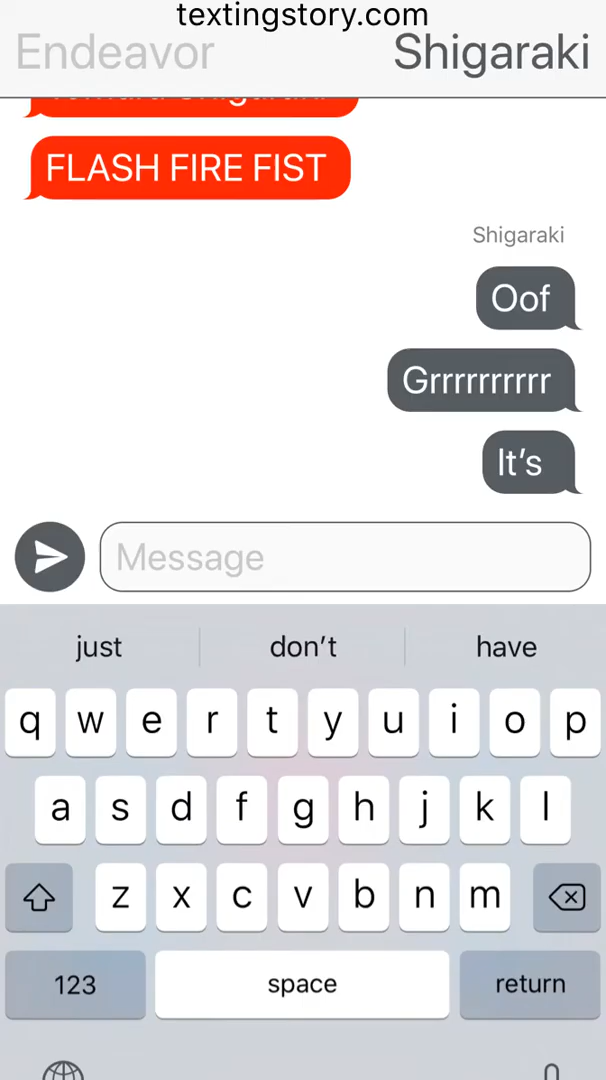 textingstory.com
Endeavor Shigaraki
FLASH FIRE FIST
Shigaraki
Oof
Grrrrrrrrrr
It’s
Message
just don’t have
q w e r t y u i o p
a s d f g h j k l
z x c v b n m
123 space return